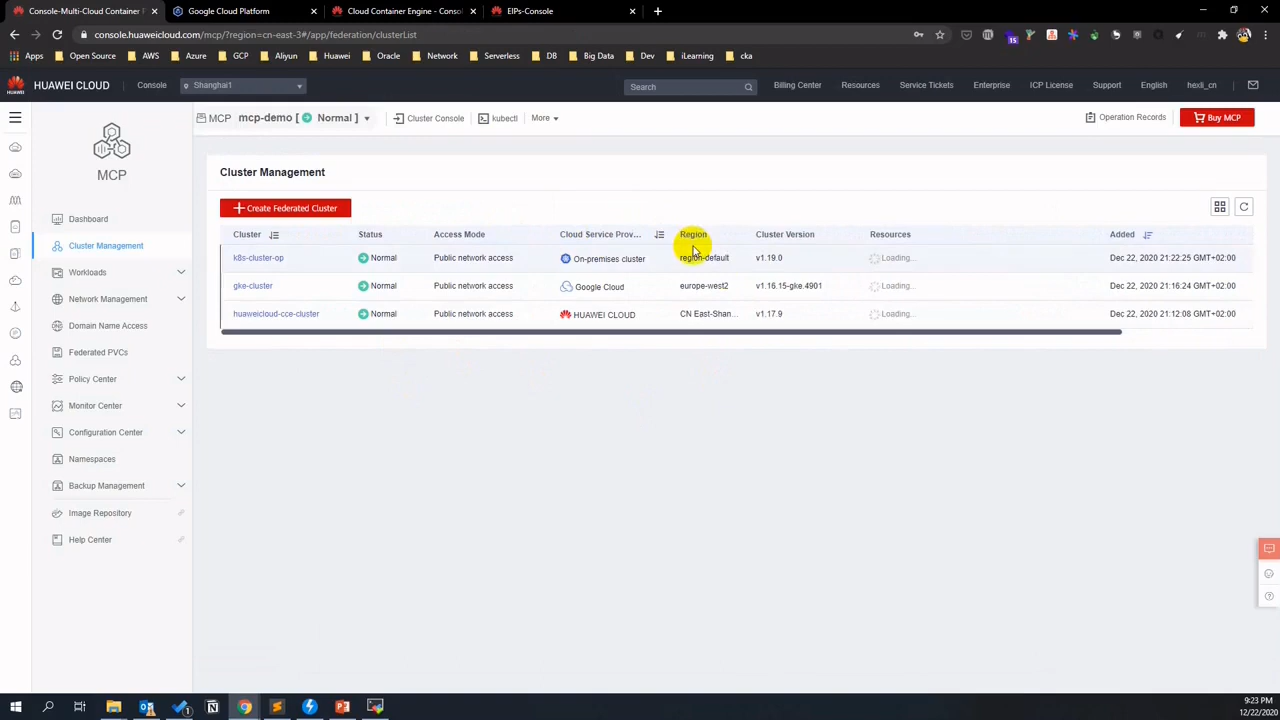 Console-Multi-Cloud Container F
Google Cloud Platform
Cloud Container Engine - Consol
EIPs-Console
console.huaweicloud.com/mcp/?region=cn-east-3#/app/federation/clusterList
15
Apps
Open Source
AWS
Azure
GCP
Aliyun
Huawei
Oracle
Network
Serverless
DB
Big Data
Dev
iLearning
cka
HUAWEI CLOUD
Console
Shanghai1
Search
Billing Center
Resources
Service Tickets
Enterprise
ICP License
Support
English
hexli_cn
MCP
mcp-demo [ Normal ]
Cluster Console
kubectl
More
Operation Records
Buy MCP
MCP
Dashboard
Cluster Management
Workloads
Network Management
Domain Name Access
Federated PVCs
Policy Center
Monitor Center
Configuration Center
Namespaces
Backup Management
Image Repository
Help Center
Cluster Management
Create Federated Cluster
Cluster Status Access Mode Cloud Service Prov... Region Cluster Version Resources Added
k8s-cluster-op Normal Public network access On-premises cluster region-default v1.19.0 Loading... Dec 22, 2020 21:22:25 GMT+02:00
gke-cluster Normal Public network access Google Cloud europe-west2 v1.16.15-gke.4901 Loading... Dec 22, 2020 21:16:24 GMT+02:00
huaweicloud-cce-cluster Normal Public network access HUAWEI CLOUD CN East-Shan... v1.17.9 Loading... Dec 22, 2020 21:12:08 GMT+02:00
9:23 PM
12/22/2020